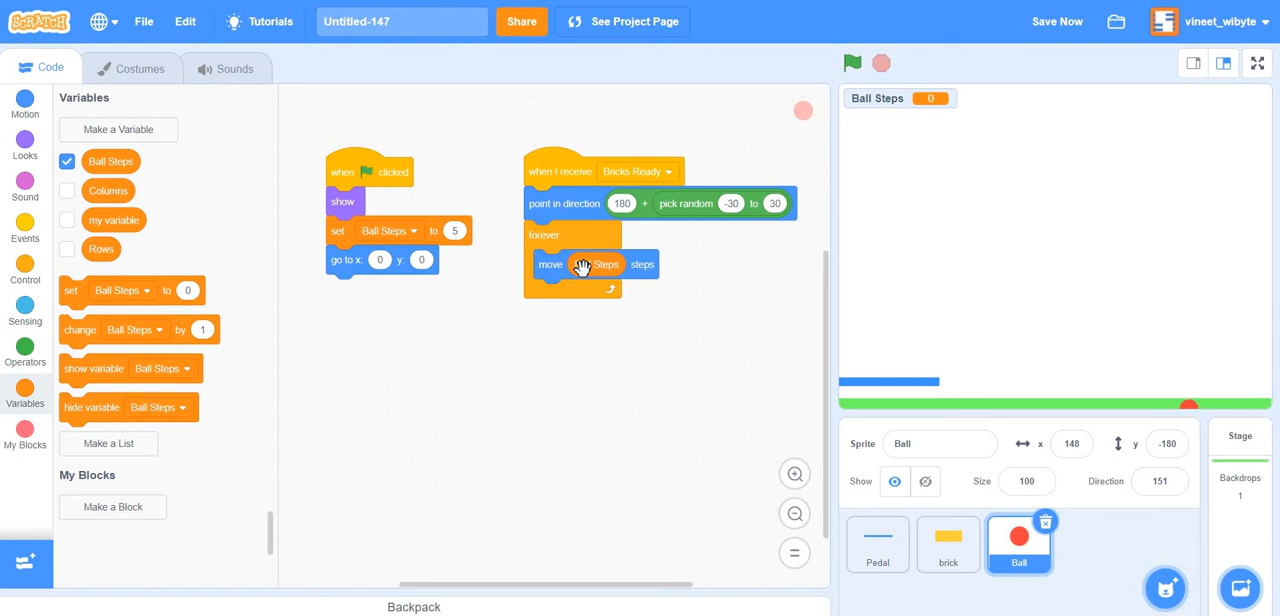 SCRATCH File Edit Tutorials Untitled-147 Share See Project Page Save Now vineet_wibyte
Code Costumes Sounds
Motion
Looks
Sound
Events
Control
Sensing
Operators
Variables
My Blocks
Variables
Make a Variable
Ball Steps
Columns
my variable
Rows
set Ball Steps to 0
change Ball Steps by 1
show variable Ball Steps
hide variable Ball Steps
Make a List
My Blocks
Make a Block
when clicked
show
set Ball Steps to 5
go to x: 0 y: 0
when I receive Bricks Ready
point in direction 180 + pick random -30 to 30
forever
move Steps steps
Backpack
Ball Steps 0
Sprite Ball x 148 y -180
Show Size 100 Direction 151
Pedal brick Ball
Stage
Backdrops
1